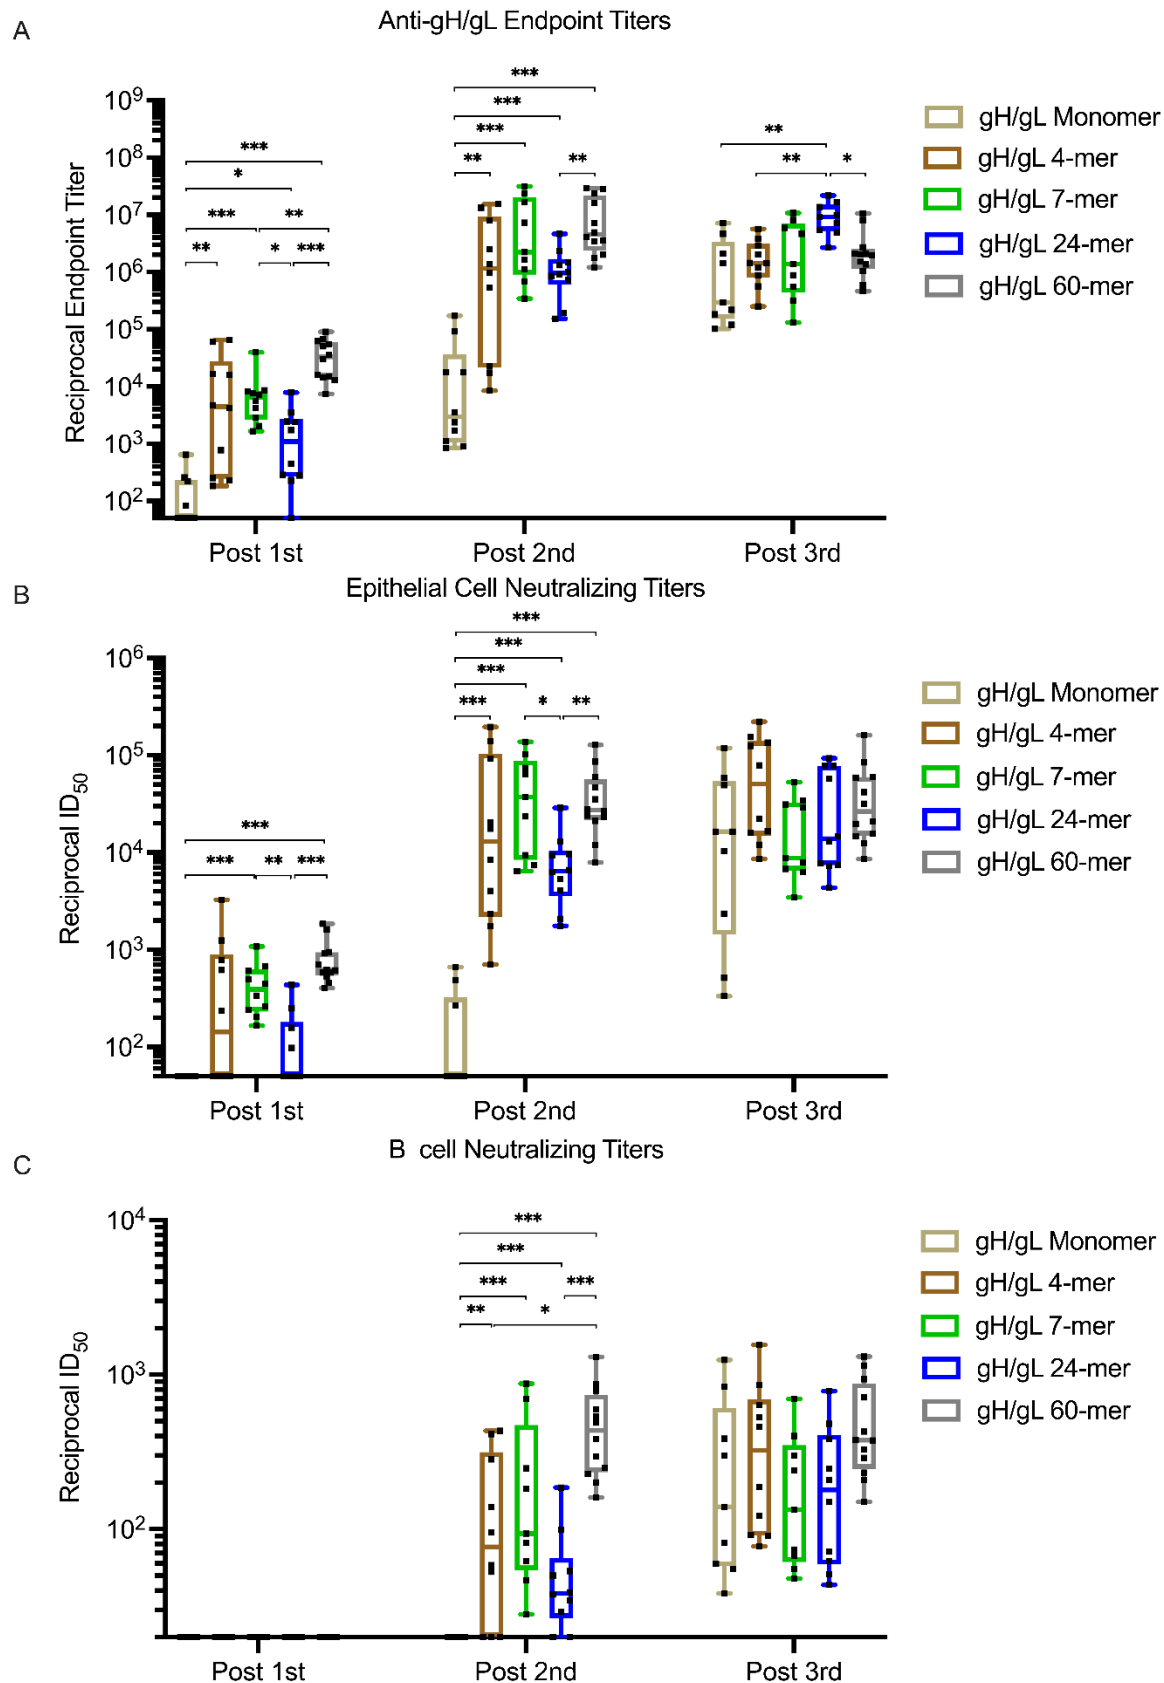 A
Anti-gH/gL Endpoint Titers
Reciprocal Endpoint Titer
10⁹
10⁸
10⁷
10⁶
10⁵
10⁴
10³
10²
***
*
***
**
**
*
***
***
***
***
**
**
**
**
*
Post 1st
Post 2nd
Post 3rd
gH/gL Monomer
gH/gL 4-mer
gH/gL 7-mer
gH/gL 24-mer
gH/gL 60-mer
B
Epithelial Cell Neutralizing Titers
Reciprocal ID₅₀
10⁶
10⁵
10⁴
10³
10²
***
***
**
***
***
***
***
***
*
**
Post 1st
Post 2nd
Post 3rd
gH/gL Monomer
gH/gL 4-mer
gH/gL 7-mer
gH/gL 24-mer
gH/gL 60-mer
C
B cell Neutralizing Titers
Reciprocal ID₅₀
10⁴
10³
10²
***
***
***
***
**
*
Post 1st
Post 2nd
Post 3rd
gH/gL Monomer
gH/gL 4-mer
gH/gL 7-mer
gH/gL 24-mer
gH/gL 60-mer